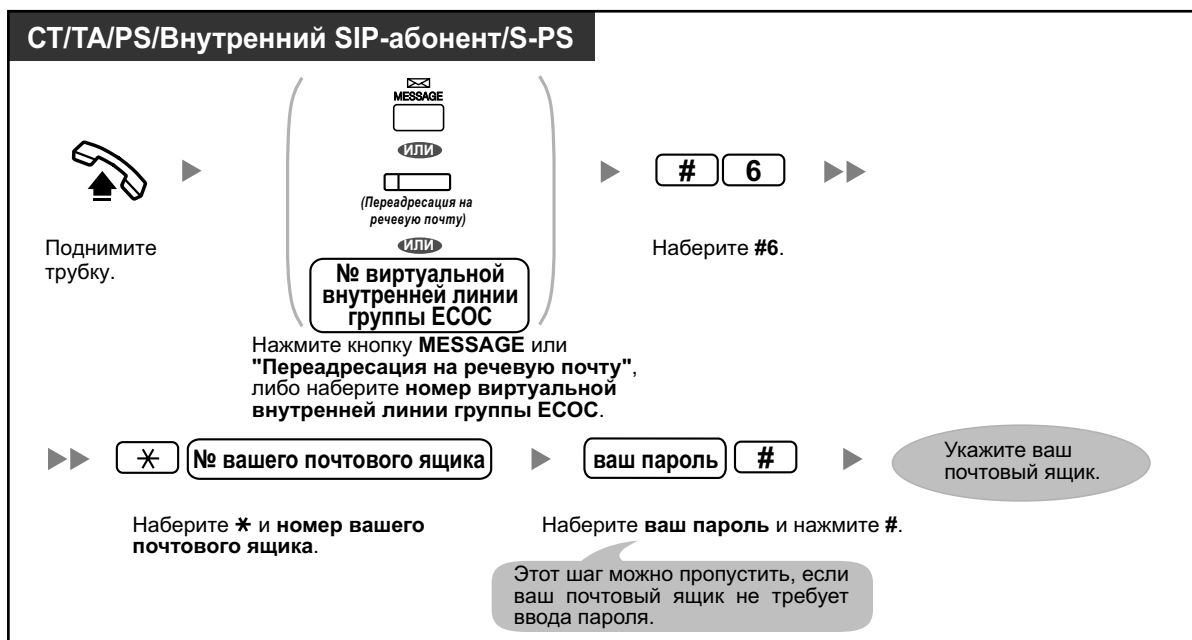 СТ/ТА/PS/Внутренний SIP-абонент/S-PS
MESSAGE
или
(Переадресация на
речевую почту)
или
№ виртуальной
внутренней линии
группы ECOC
# 6
Поднимите
трубку.
Нажмите кнопку MESSAGE или
"Переадресация на речевую почту",
либо наберите номер виртуальной
внутренней линии группы ECOC.
Наберите #6.
* № вашего почтового ящика
ваш пароль #
Укажите ваш
почтовый ящик.
Наберите * и номер вашего
почтового ящика.
Наберите ваш пароль и нажмите #.
Этот шаг можно пропустить, если
ваш почтовый ящик не требует
ввода пароля.